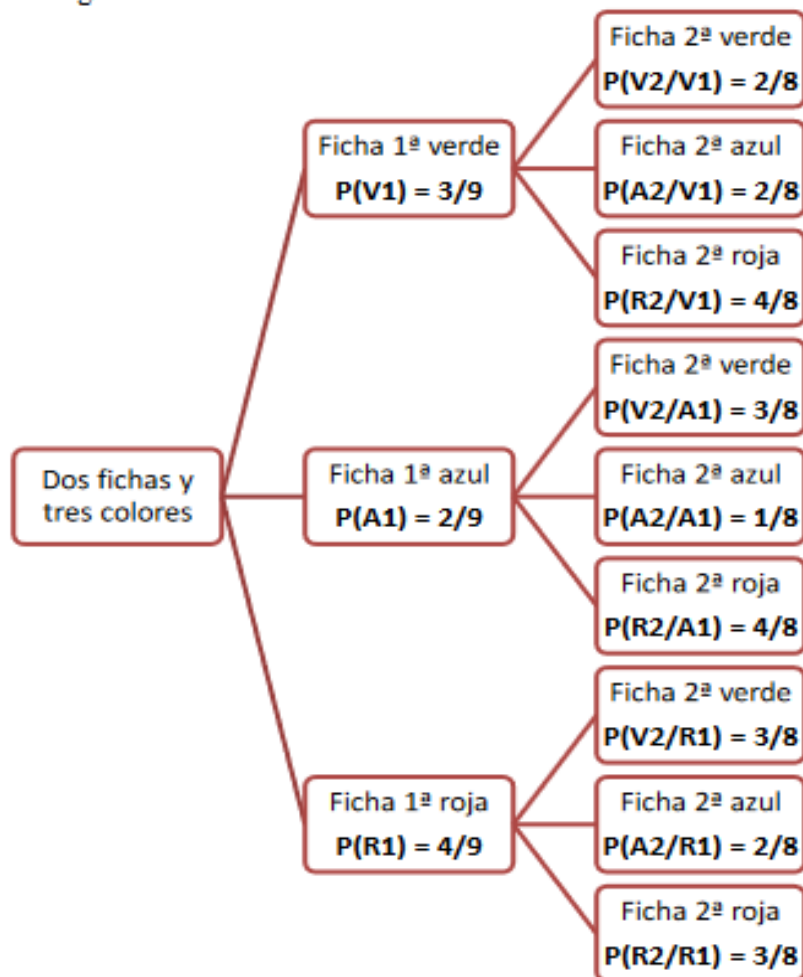 Ficha 2ª verde
P(V2/V1) = 2/8
Ficha 1ª verde
P(V1) = 3/9
Ficha 2ª azul
P(A2/V1) = 2/8
Ficha 2ª roja
P(R2/V1) = 4/8
Ficha 2ª verde
P(V2/A1) = 3/8
Dos fichas y
tres colores
Ficha 1ª azul
P(A1) = 2/9
Ficha 2ª azul
P(A2/A1) = 1/8
Ficha 2ª roja
P(R2/A1) = 4/8
Ficha 2ª verde
P(V2/R1) = 3/8
Ficha 1ª roja
P(R1) = 4/9
Ficha 2ª azul
P(A2/R1) = 2/8
Ficha 2ª roja
P(R2/R1) = 3/8